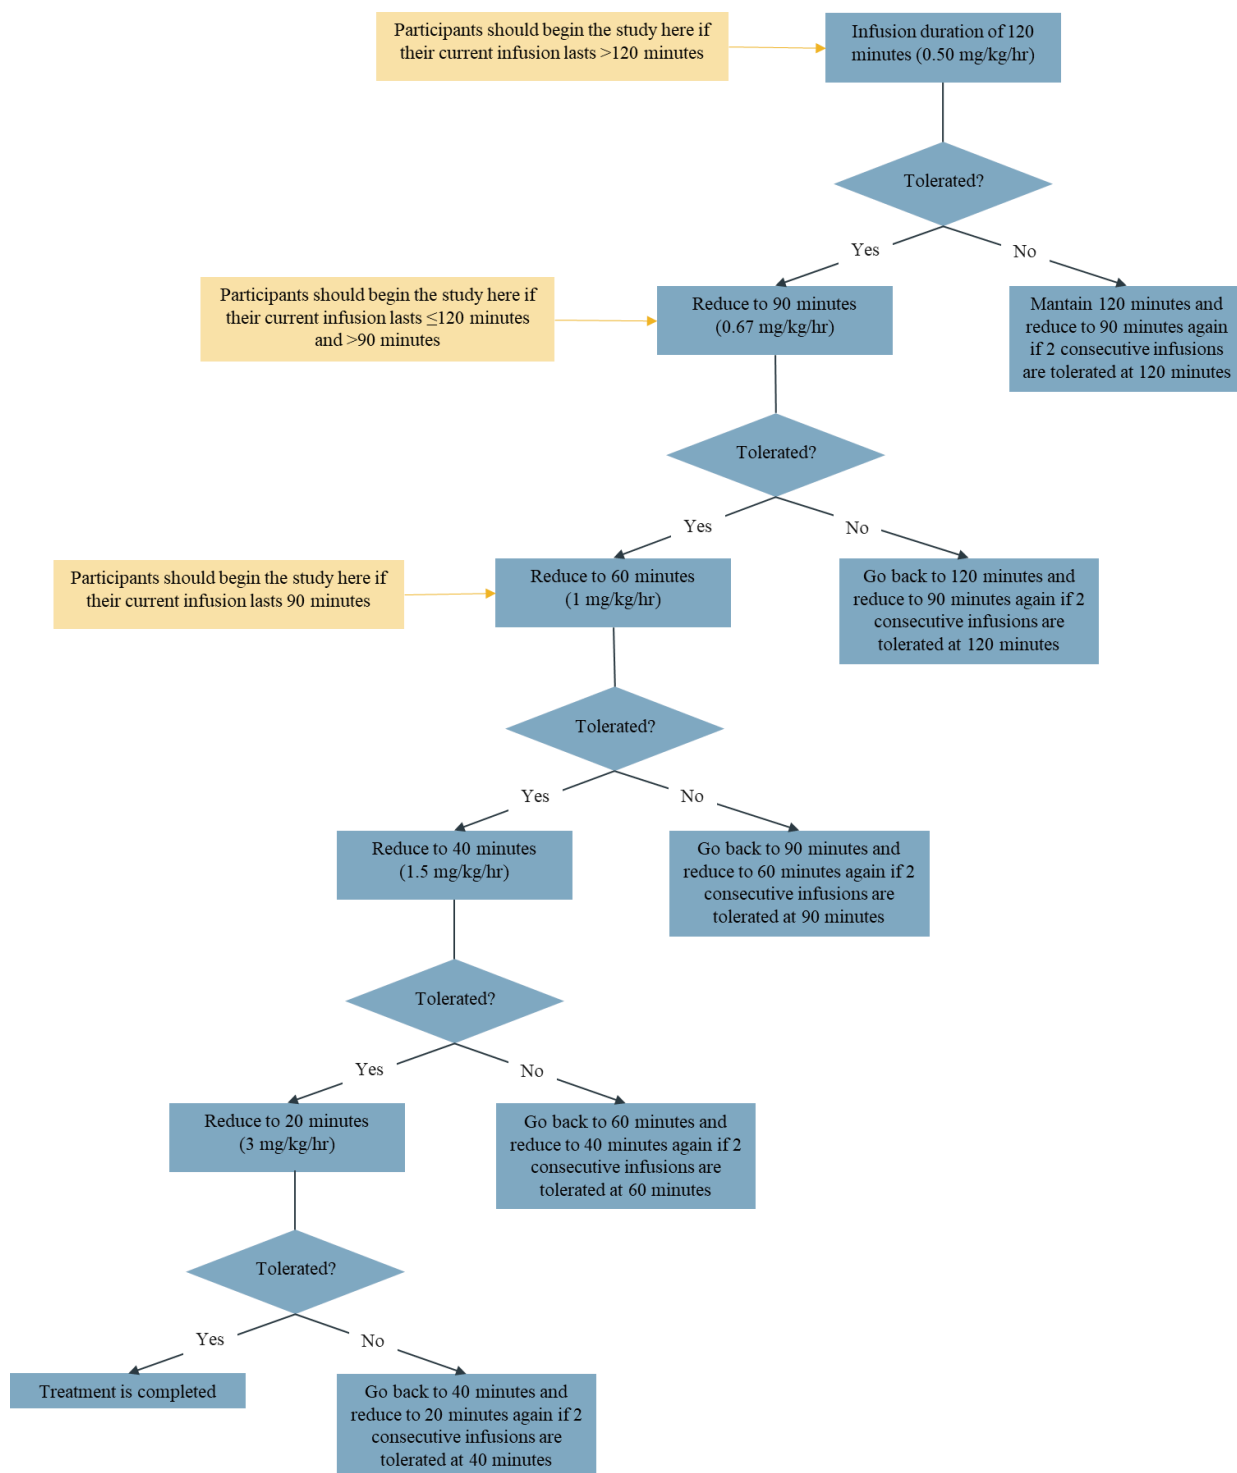 Participants should begin the study here if
their current infusion lasts >120 minutes
Infusion duration of 120
minutes (0.50 mg/kg/hr)
Tolerated?
Yes
No
Participants should begin the study here if
their current infusion lasts ≤120 minutes
and >90 minutes
Reduce to 90 minutes
(0.67 mg/kg/hr)
Mantain 120 minutes and
reduce to 90 minutes again
if 2 consecutive infusions
are tolerated at 120 minutes
Tolerated?
Yes
No
Participants should begin the study here if
their current infusion lasts 90 minutes
Reduce to 60 minutes
(1 mg/kg/hr)
Go back to 120 minutes and
reduce to 90 minutes again if 2
consecutive infusions are
tolerated at 120 minutes
Tolerated?
Yes
No
Reduce to 40 minutes
(1.5 mg/kg/hr)
Go back to 90 minutes and
reduce to 60 minutes again if 2
consecutive infusions are
tolerated at 90 minutes
Tolerated?
Yes
No
Reduce to 20 minutes
(3 mg/kg/hr)
Go back to 60 minutes and
reduce to 40 minutes again if 2
consecutive infusions are
tolerated at 60 minutes
Tolerated?
Yes
No
Treatment is completed
Go back to 40 minutes and
reduce to 20 minutes again if 2
consecutive infusions are
tolerated at 40 minutes